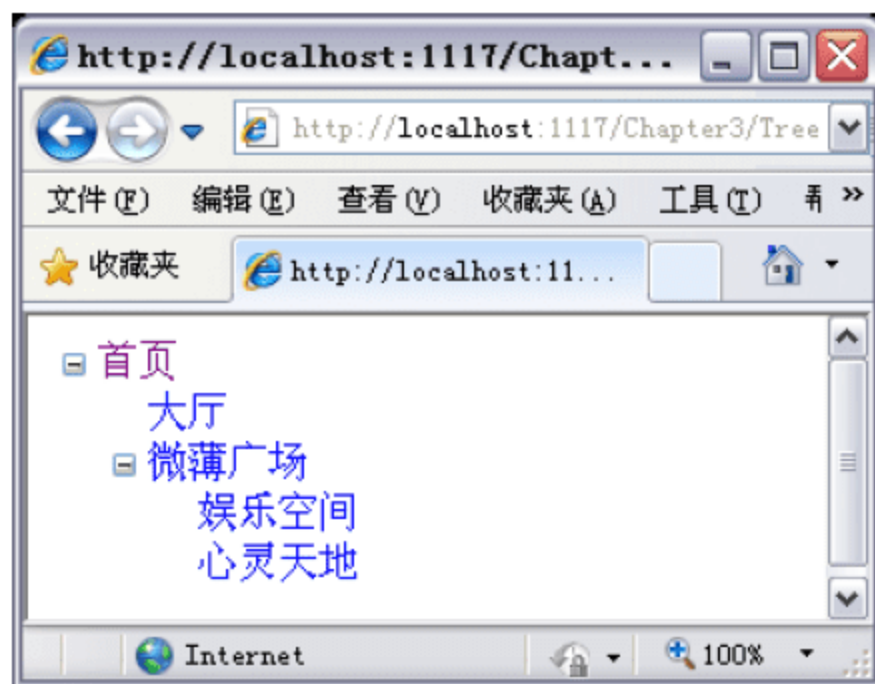 http://localhost:1117/Chapt...
http://localhost:1117/Chapter3/Tree
文件(F) 编辑(E) 查看(V) 收藏夹(A) 工具(T) »
收藏夹 http://localhost:11...
首页
大厅
微薄广场
娱乐空间
心灵天地
Internet 100%